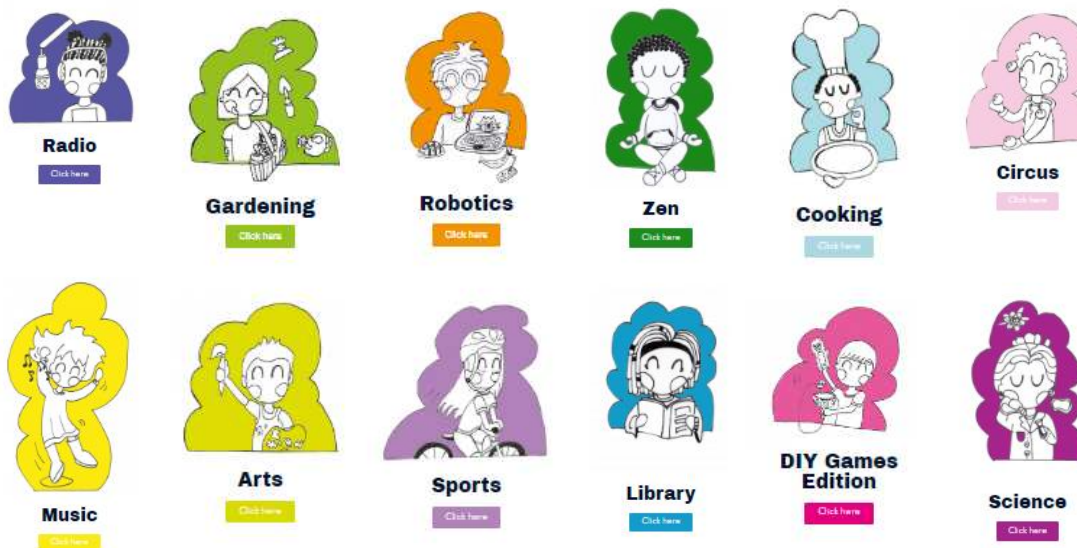 Radio
Click here
Gardening
Click here
Robotics
Click here
Zen
Click here
Cooking
Click here
Circus
Click here
Music
Click here
Arts
Click here
Sports
Click here
Library
Click here
DIY Games
Edition
Click here
Science
Click here